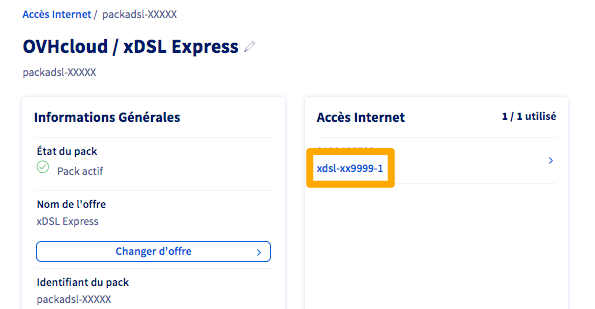 Accès Internet / packadsl-XXXXX
OVHcloud / xDSL Express
packadsl-XXXXX
Informations Générales
État du pack
Pack actif
Nom de l'offre
xDSL Express
Changer d'offre
Identifiant du pack
packadsl-XXXXX
Accès Internet
1 / 1 utilisé
xdsl-xx9999-1